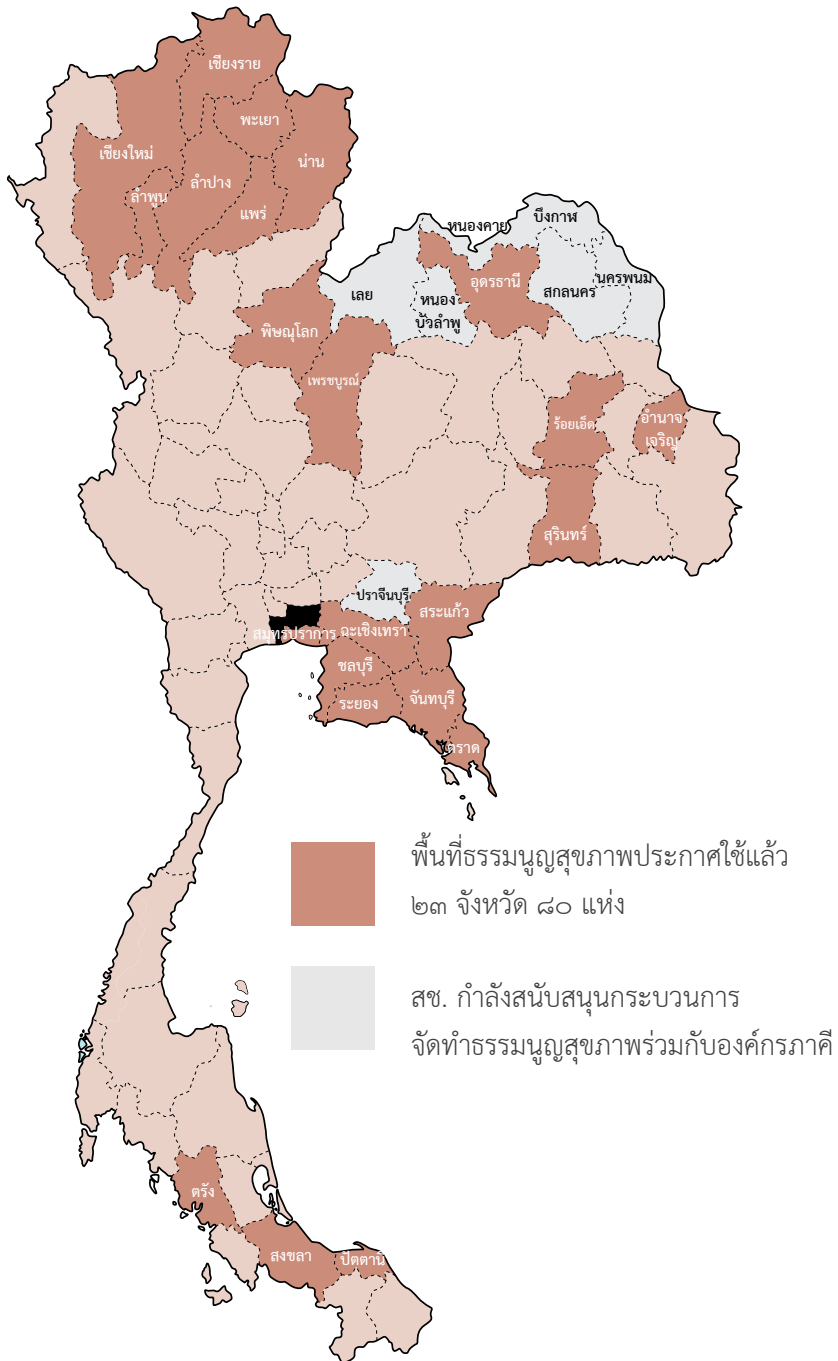 เชียงราย
พะเยา
เชียงใหม่
น่าน
ลำปาง
ลำพูน
แพร่
บึงกาฬ
หนองคาย
นครพนม
อุดรธานี
สกลนคร
เลย
หนอง
บัวลำพู
พิษณุโลก
เพรชบูรณ์
ร้อยเอ็ด
อำนาจ
เจริญ
สุรินทร์
ปราจีนบุรี
สระแก้ว
สมุทรปราการ
ฉะเชิงเทรา
ชลบุรี
จันทบุรี
ระยอง
ตราด
พื้นที่ธรรมนูญสุขภาพประกาศใช้แล้ว
๒๓ จังหวัด ๘๐ แห่ง
สช. กำลังสนับสนุนกระบวนการ
จัดทำธรรมนูญสุขภาพร่วมกับองค์กรภาคี
ตรัง
สงขลา
ปัตตานี